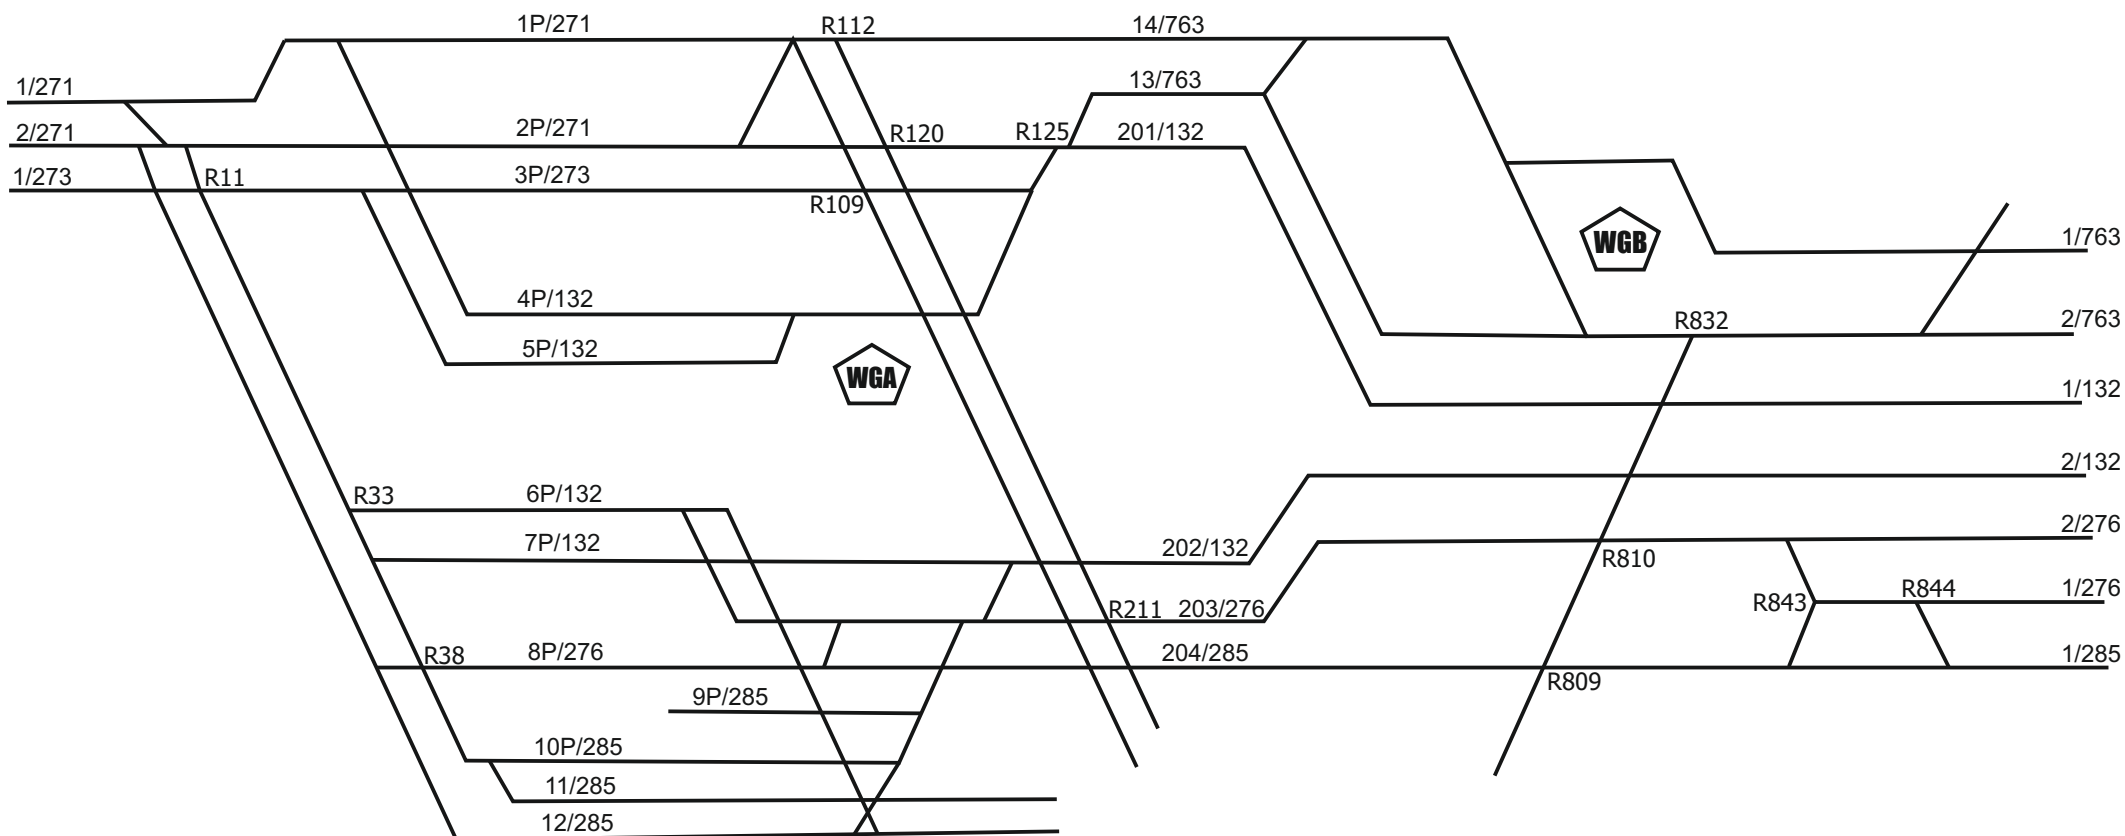 1P/271
R112
14/763
13/763
1/271
2/271
2P/271
R120
R125
201/132
1/273
R11
3P/273
R109
WGB
1/763
4P/132
R832
2/763
5P/132
WGA
1/132
2/132
R33
6P/132
7P/132
202/132
2/276
R810
R211
203/276
R843
R844
1/276
R38
8P/276
204/285
1/285
R809
9P/285
10P/285
11/285
12/285